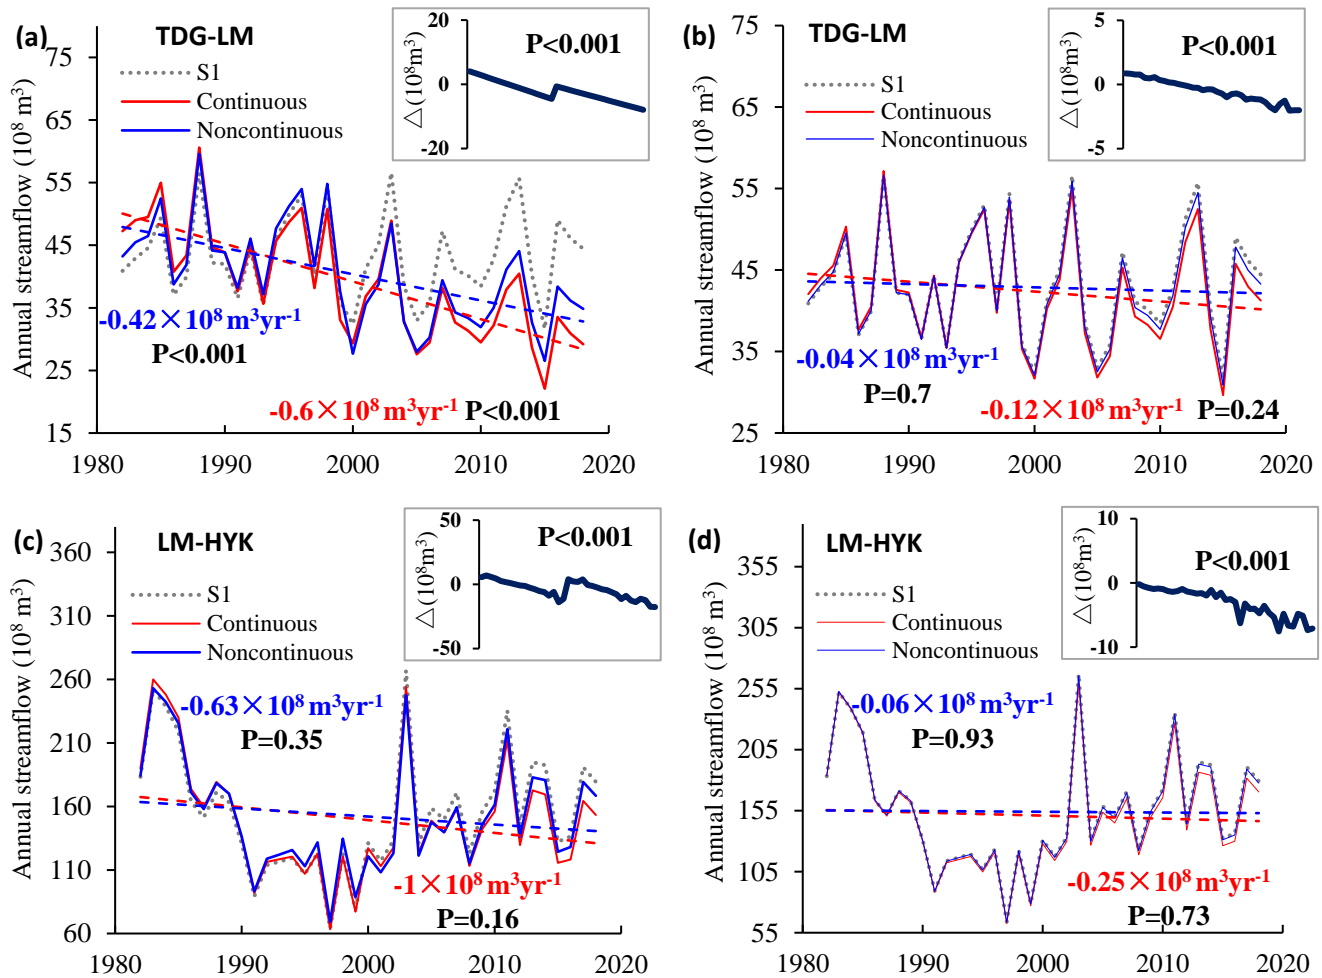 (a)
TDG-LM
S1
Continuous
Noncontinuous
Annual streamflow (10⁸ m³)
75
65
55
45
35
25
15
1980
1990
2000
2010
2020
-0.42×10⁸ m³yr⁻¹
P<0.001
-0.6×10⁸ m³yr⁻¹
P<0.001
△(10⁸m³)
20
0
-20
P<0.001
(b)
TDG-LM
S1
Continuous
Noncontinuous
Annual streamflow (10⁸ m³)
75
65
55
45
35
25
1980
1990
2000
2010
2020
-0.04×10⁸ m³yr⁻¹
P=0.7
-0.12×10⁸ m³yr⁻¹
P=0.24
△(10⁸m³)
5
0
-5
P<0.001
(c)
LM-HYK
S1
Continuous
Noncontinuous
Annual streamflow (10⁸ m³)
360
310
260
210
160
110
60
1980
1990
2000
2010
2020
-0.63×10⁸ m³yr⁻¹
P=0.35
-1×10⁸ m³yr⁻¹
P=0.16
△(10⁸m³)
50
0
-50
P<0.001
(d)
LM-HYK
S1
Continuous
Noncontinuous
Annual streamflow (10⁸ m³)
355
305
255
205
155
105
55
1980
1990
2000
2010
2020
-0.06×10⁸ m³yr⁻¹
P=0.93
-0.25×10⁸ m³yr⁻¹
P=0.73
△(10⁸m³)
10
0
-10
P<0.001